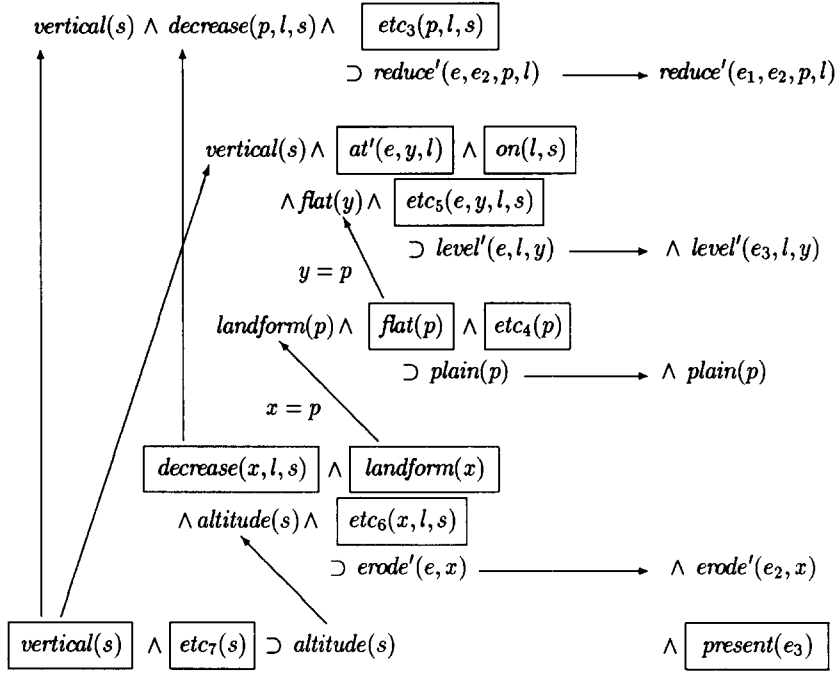 vertical(s) ∧ decrease(p, l, s) ∧ etc₃(p, l, s)
⊃ reduce′(e, e₂, p, l) reduce′(e₁, e₂, p, l)
vertical(s) ∧ at′(e, y, l) ∧ on(l, s)
∧ flat(y) ∧ etc₅(e, y, l, s)
⊃ level′(e, l, y) ∧ level′(e₃, l, y)
y = p
landform(p) ∧ flat(p) ∧ etc₄(p)
⊃ plain(p) ∧ plain(p)
x = p
decrease(x, l, s) ∧ landform(x)
∧ altitude(s) ∧ etc₆(x, l, s)
⊃ erode′(e, x) ∧ erode′(e₂, x)
vertical(s) ∧ etc₇(s) ⊃ altitude(s) ∧ present(e₃)